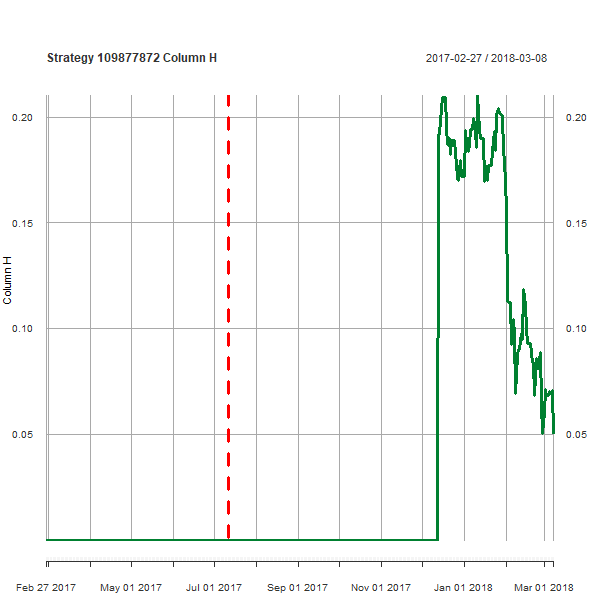 Strategy 109877872 Column H
2017-02-27 / 2018-03-08
0.20
0.20
0.15
0.15
0.10
0.10
0.05
0.05
Column H
Feb 27 2017
May 01 2017
Jul 01 2017
Sep 01 2017
Nov 01 2017
Jan 01 2018
Mar 01 2018